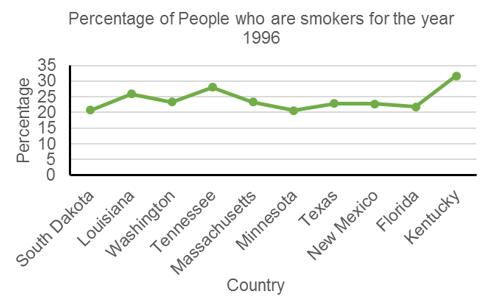 Percentage of People who are smokers for the year
1996
Percentage
35
30
25
20
15
10
5
0
South Dakota
Louisiana
Washington
Tennessee
Massachusetts
Minnesota
Texas
New Mexico
Florida
Kentucky
Country